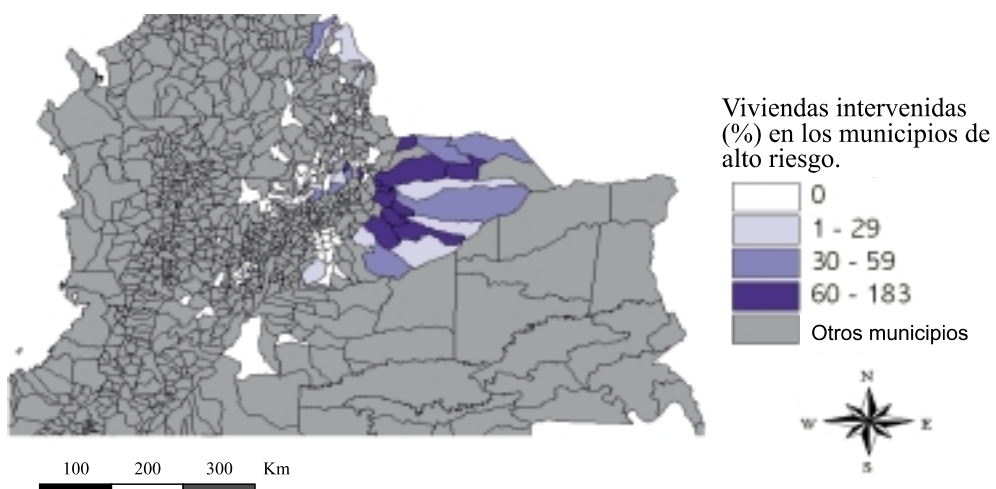 Viviendas intervenidas
(%) en los municipios de
alto riesgo.
0
1 - 29
30 - 59
60 - 183
Otros municipios
N
W E
S
100 200 300 Km